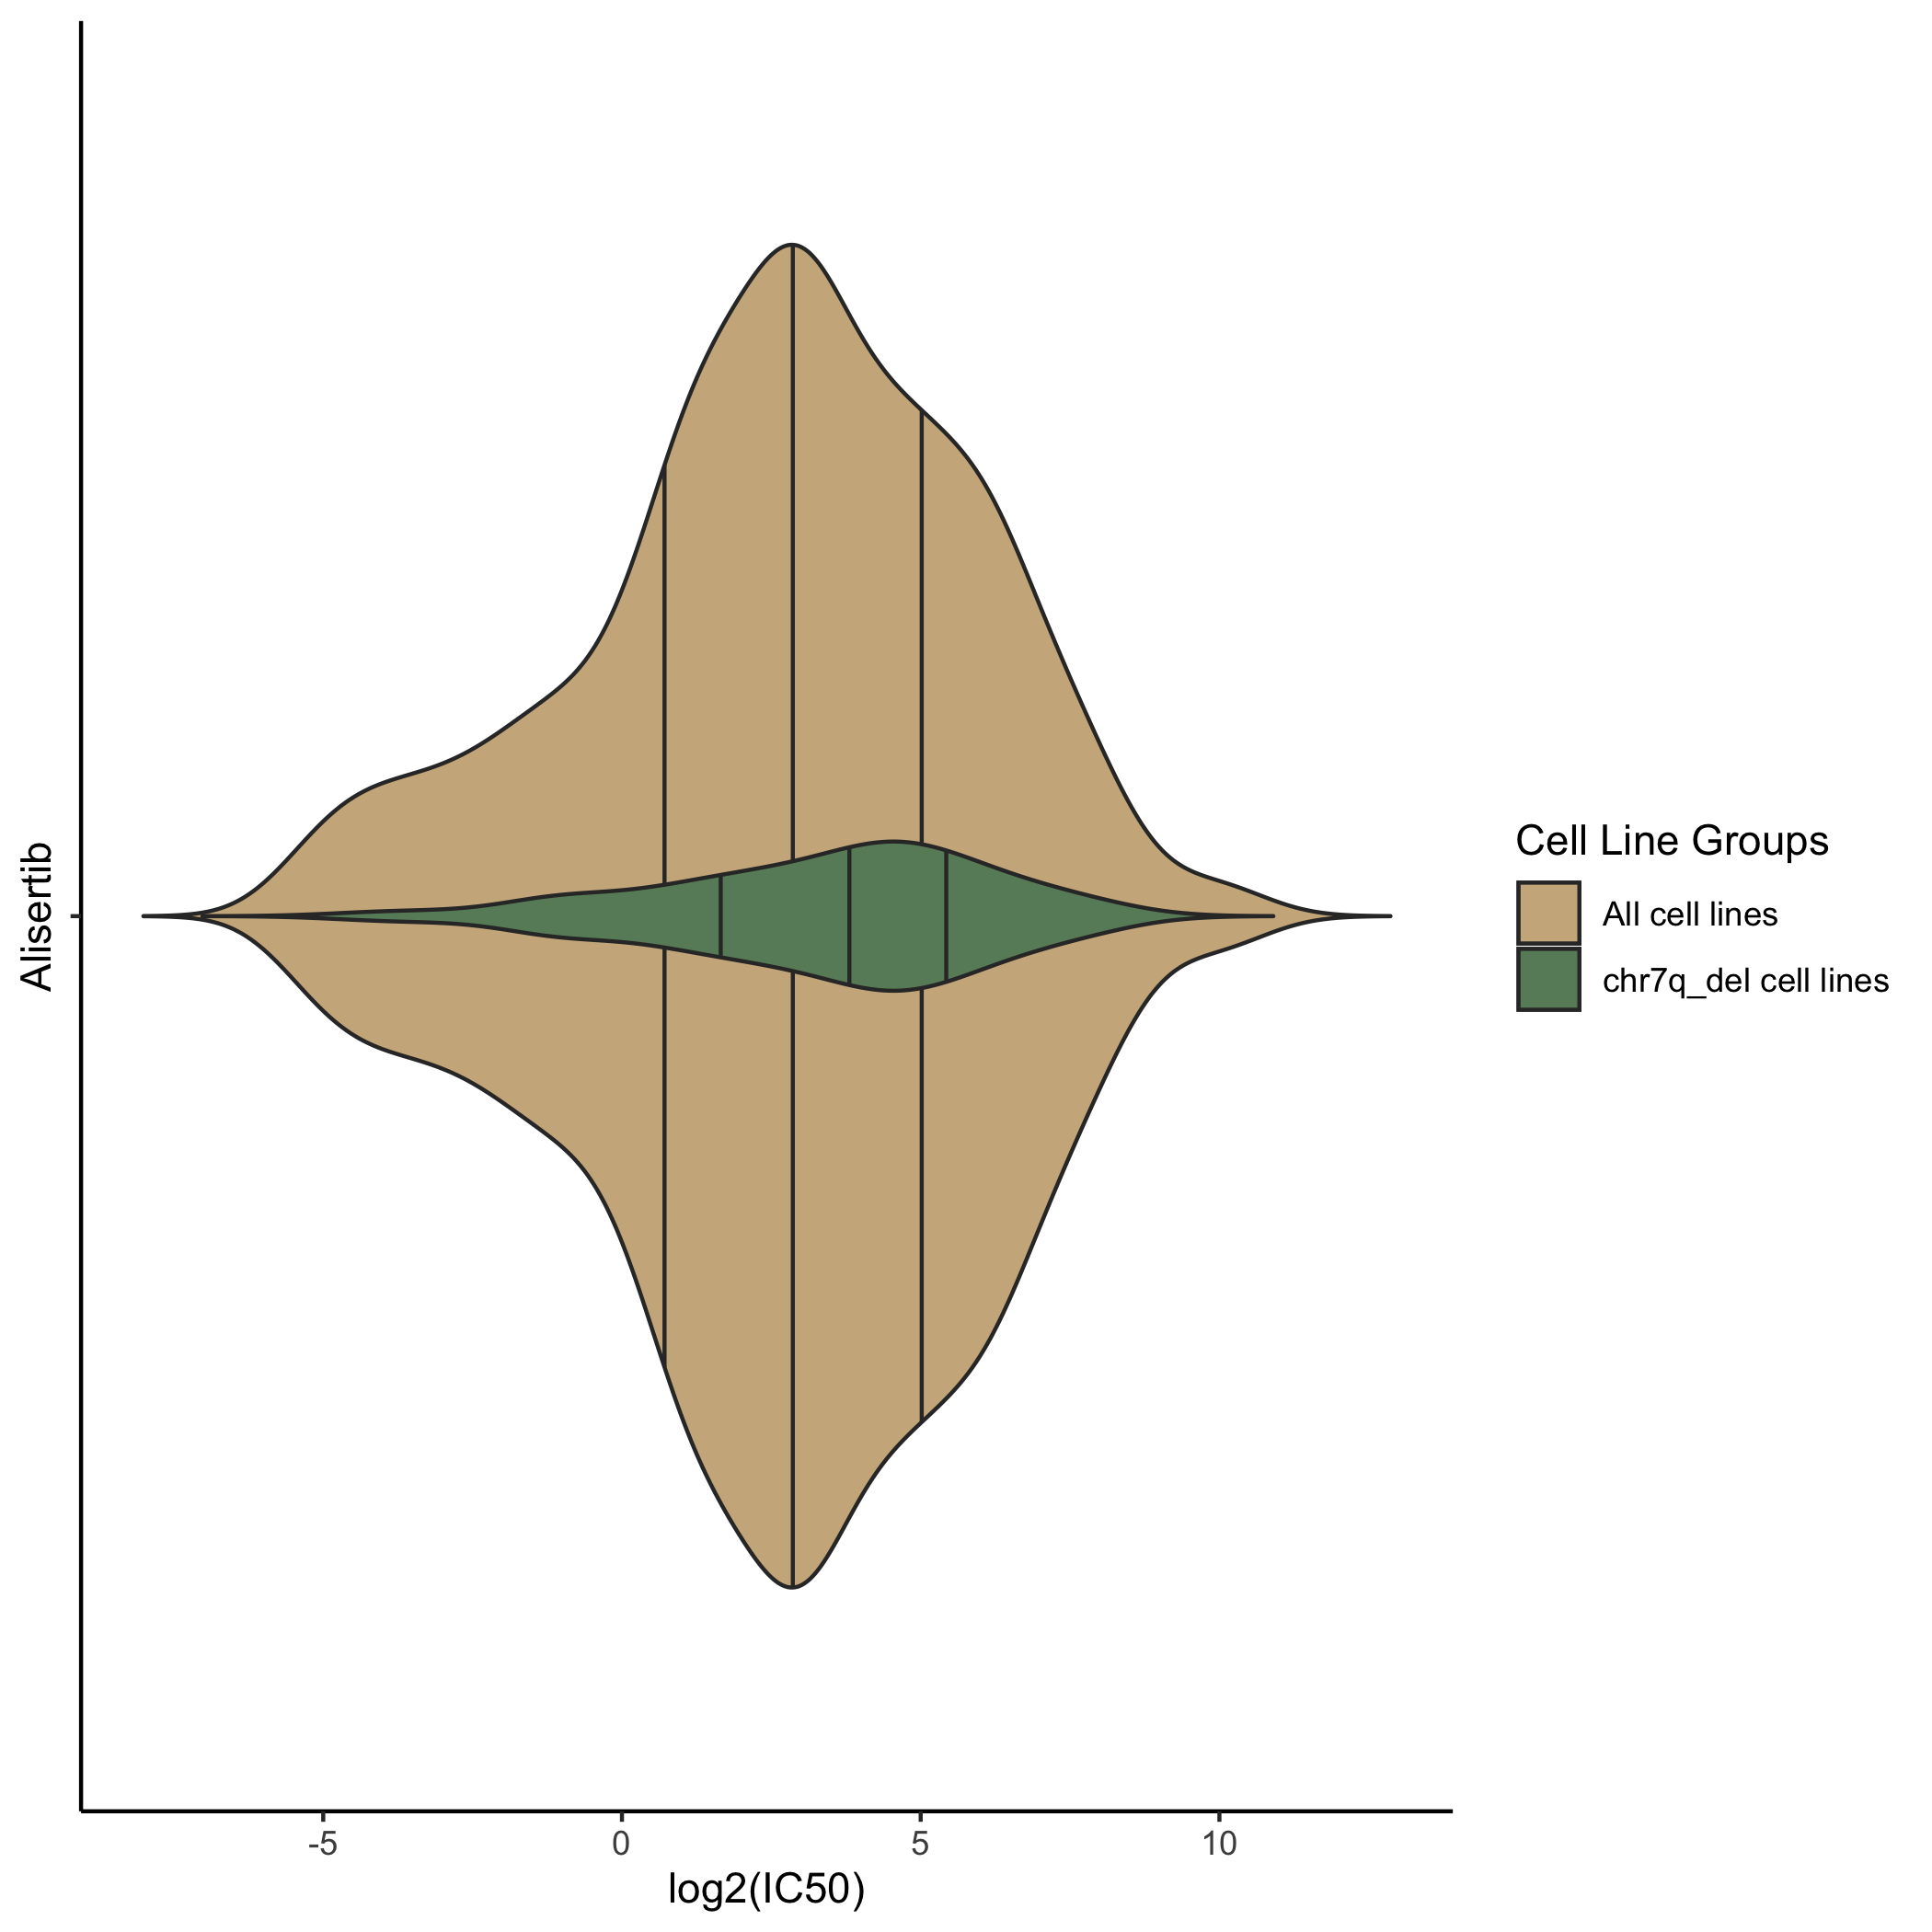 Alisertib
-5
0
5
10
log2(IC50)
Cell Line Groups
All cell lines
chr7q_del cell lines